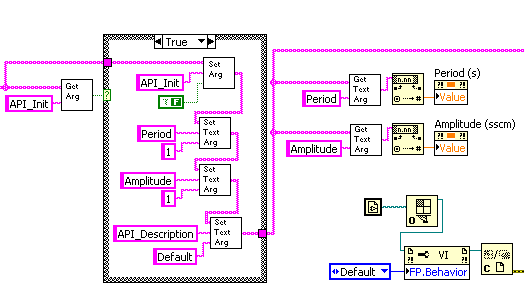 True
Get
Arg
API_Init
?
API_Init
Set
Arg
? F
Period
1
Set
Text
Arg
Amplitude
1
Set
Text
Arg
API_Description
Default
Set
Text
Arg
Period (s)
Period
Get
Text
Arg
n.nn
#
?! ?!
Value
Amplitude (sscm)
Amplitude
Get
Text
Arg
n.nn
#
?! ?!
Value
O
Default
VI
?!
FP.Behavior
?!
C